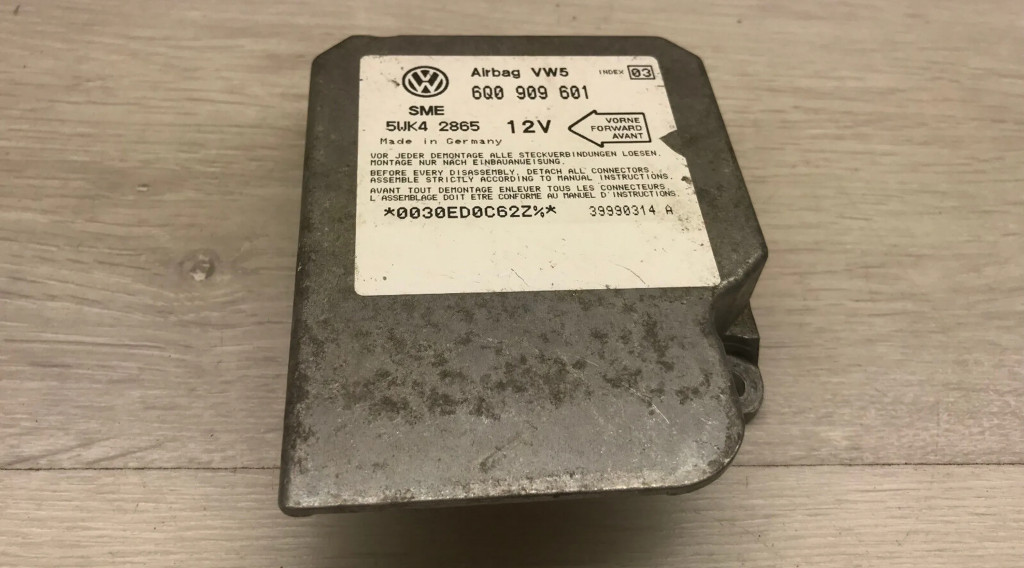 Airbag VW5 INDEX 03
6Q0 909 601
SME
5WK4 2865 12V
VORNE
FORWARD
AVANT
Made in Germany
VOR JEDER DEMONTAGE ALLE STECKVERBINDUNGEN LOESEN.
MONTAGE NUR NACH EINBAUANWEISUNG.
BEFORE EVERY DISASSEMBLY, DETACH ALL CONNECTORS.
ASSEMBLE STRICTLY ACCORDING TO MANUAL INSTRUCTIONS.
AVANT TOUT DEMONTAGE ENLEVER TOUS LES CONNECTEURS.
L'ASSEMBLAGE DOIT ETRE CONFORME AU MANUEL D'INSTRUCTIONS.
*0030ED0C62Z%* 39990314 A